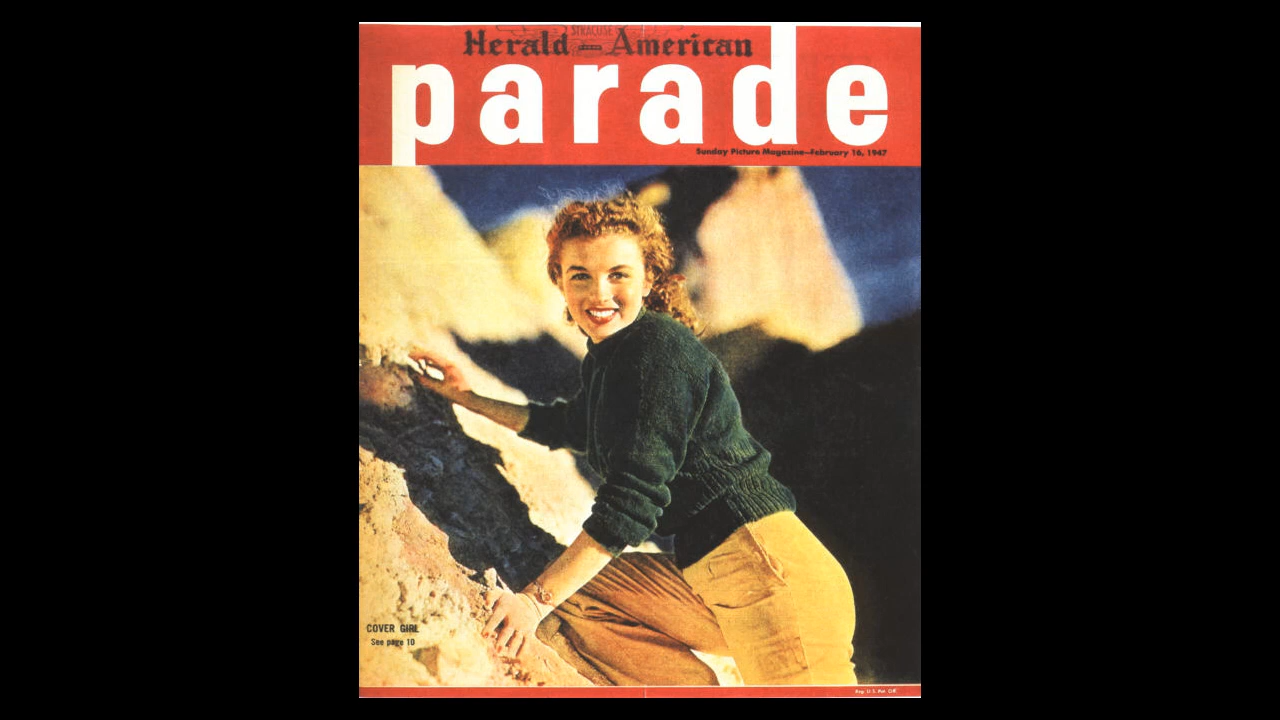 SYRACUSE
Herald American
parade
Sunday Picture Magazine—February 16, 1947
COVER GIRL
See page 10
Reg. U.S. Pat. Off.